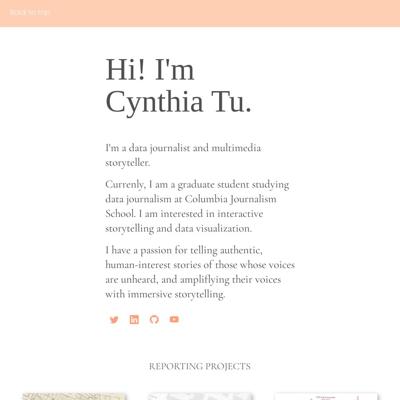 Back to top
Hi! I'm
Cynthia Tu.
I'm a data journalist and multimedia
storyteller.
Currenly, I am a graduate student studying
data journalism at Columbia Journalism
School. I am interested in interactive
storytelling and data visualization.
I have a passion for telling authentic,
human-interest stories of those whose voices
are unheard, and amplifiying their voices
with immersive storytelling.
REPORTING PROJECTS